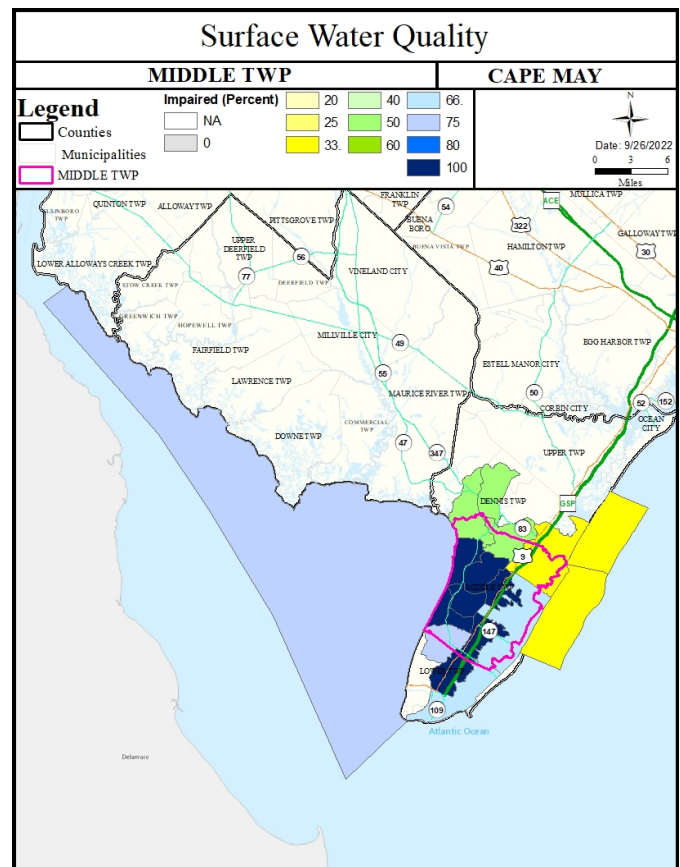 Surface Water Quality
MIDDLE TWP
CAPE MAY
Legend
Counties
Municipalities
MIDDLE TWP
Impaired (Percent)
NA
0
20
25
33.
40
50
60
66.
75
80
100
N
Date: 9/26/2022
0 3 6
Miles
QUINTON TWP
ALLOWAY TWP
PITTSGROVE TWP
FRANKLIN
TWP
54
BUENA
BORO
ACE
MULLICA TWP
322
GALLOWAY TWP
TWP
UPPER
DEERFIELD
TWP
56
BUENA VISTA TWP
HAMILTON TWP
30
LOWER ALLOWAYS CREEK TWP
77
VINELAND CITY
40
STOW CREEK TWP
DEERFIELD TWP
GREENWICH TWP
HOPEWELL TWP
MILLVILLE CITY
49
EGG HARBOR TWP
FAIRFIELD TWP
ESTELL MANOR CITY
55
LAWRENCE TWP
MAURICE RIVER TWP
50
CORBIN CITY
52
152
OCEAN
CITY
COMMERCIAL
TWP
DOWNE TWP
47
347
UPPER TWP
DENNIS TWP
GSP
83
9
147
109
Atlantic Ocean
Delaware